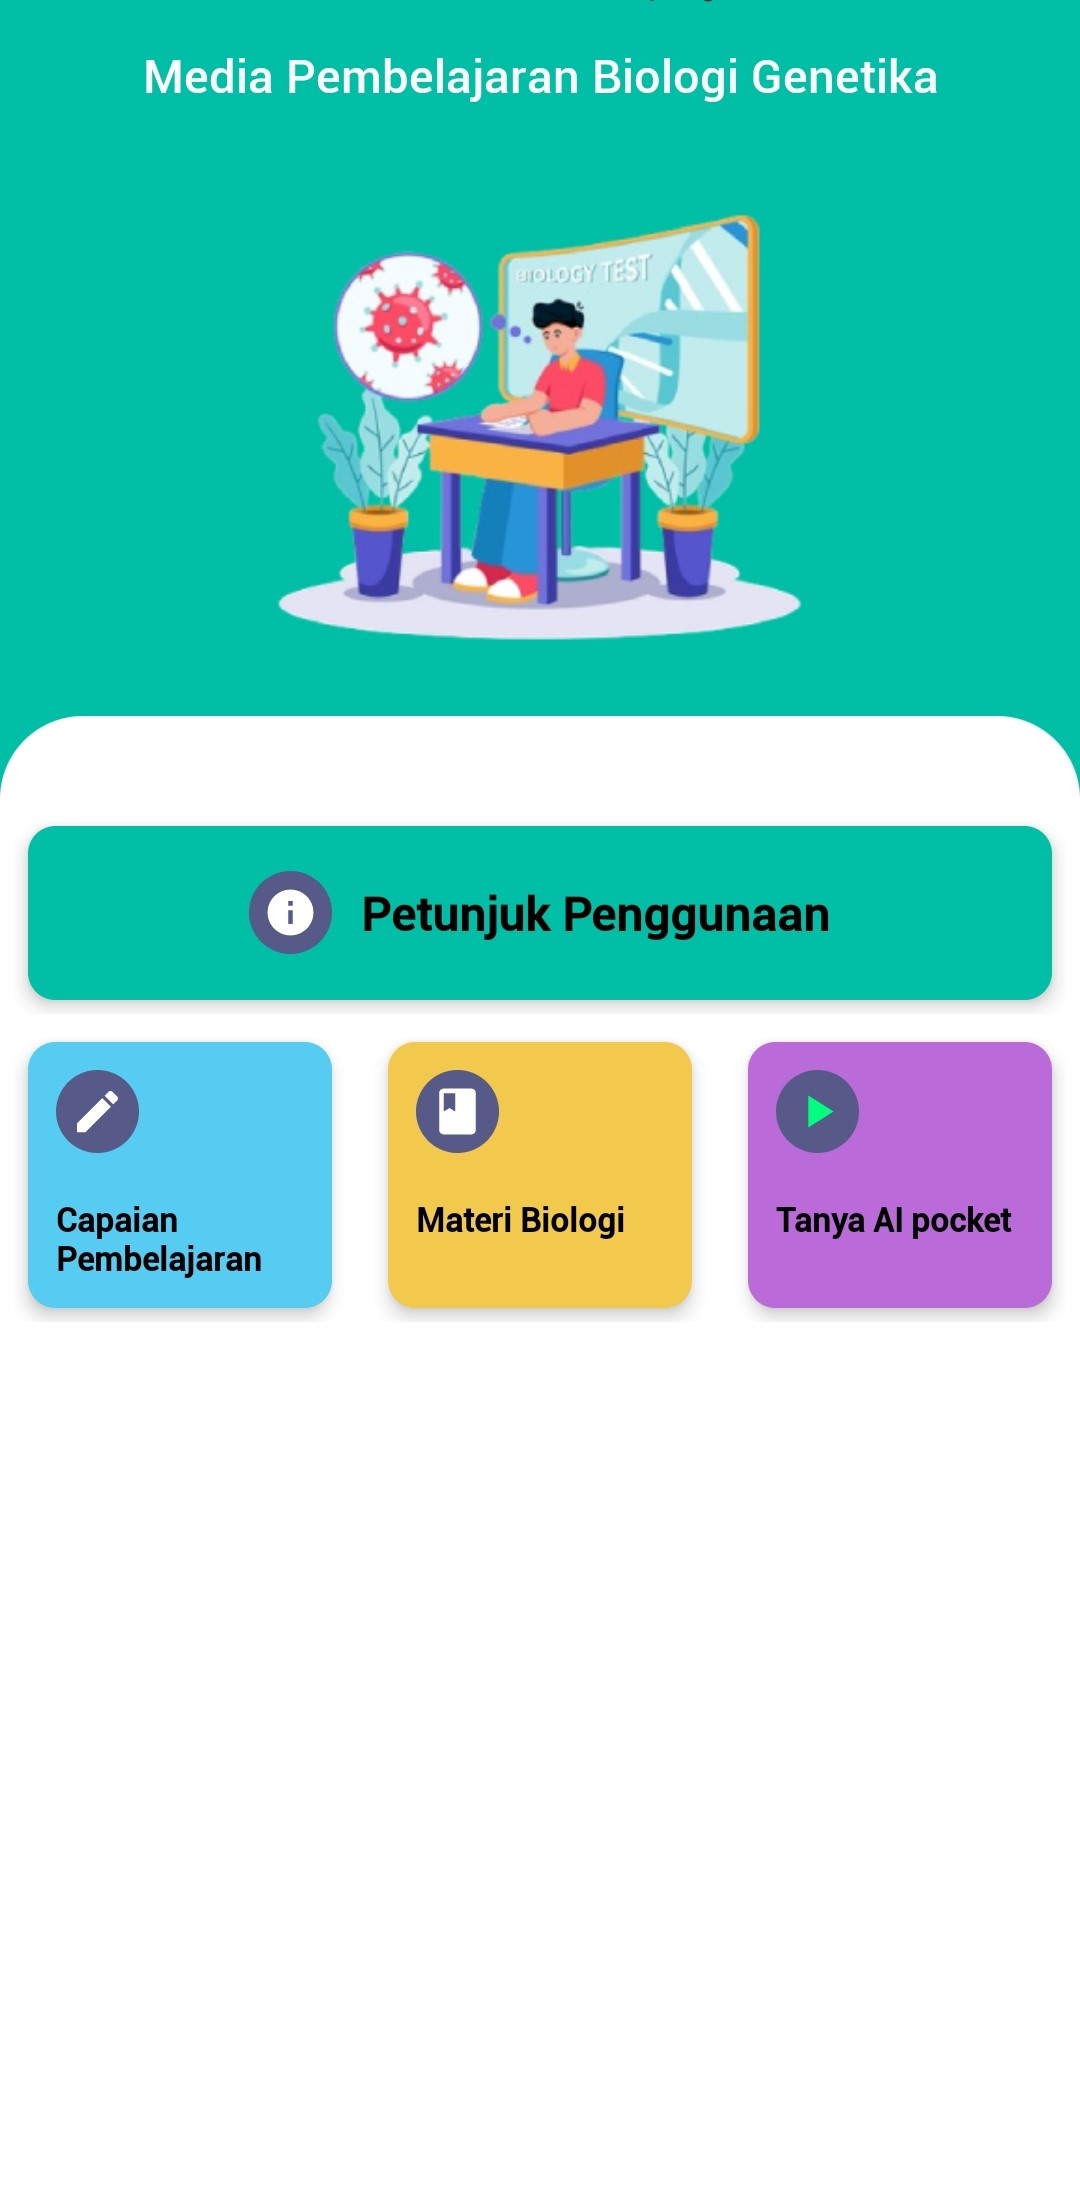 Media Pembelajaran Biologi Genetika
BIOLOGY TEST
Petunjuk Penggunaan
Capaian
Pembelajaran
Materi Biologi
Tanya AI pocket